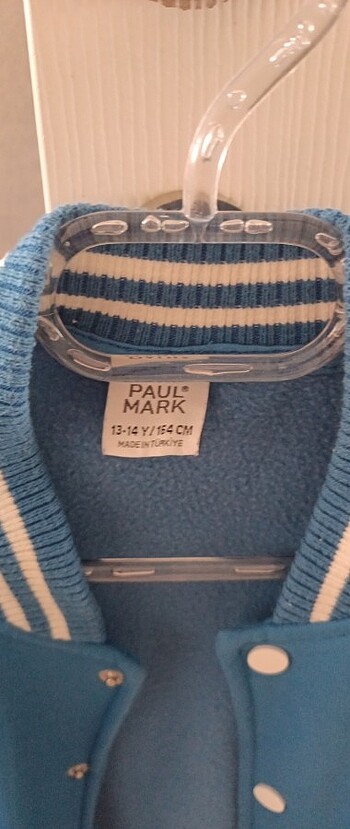 PAUL®
MARK
13-14 Y / 164 CM
MADE IN TÜRKİYE